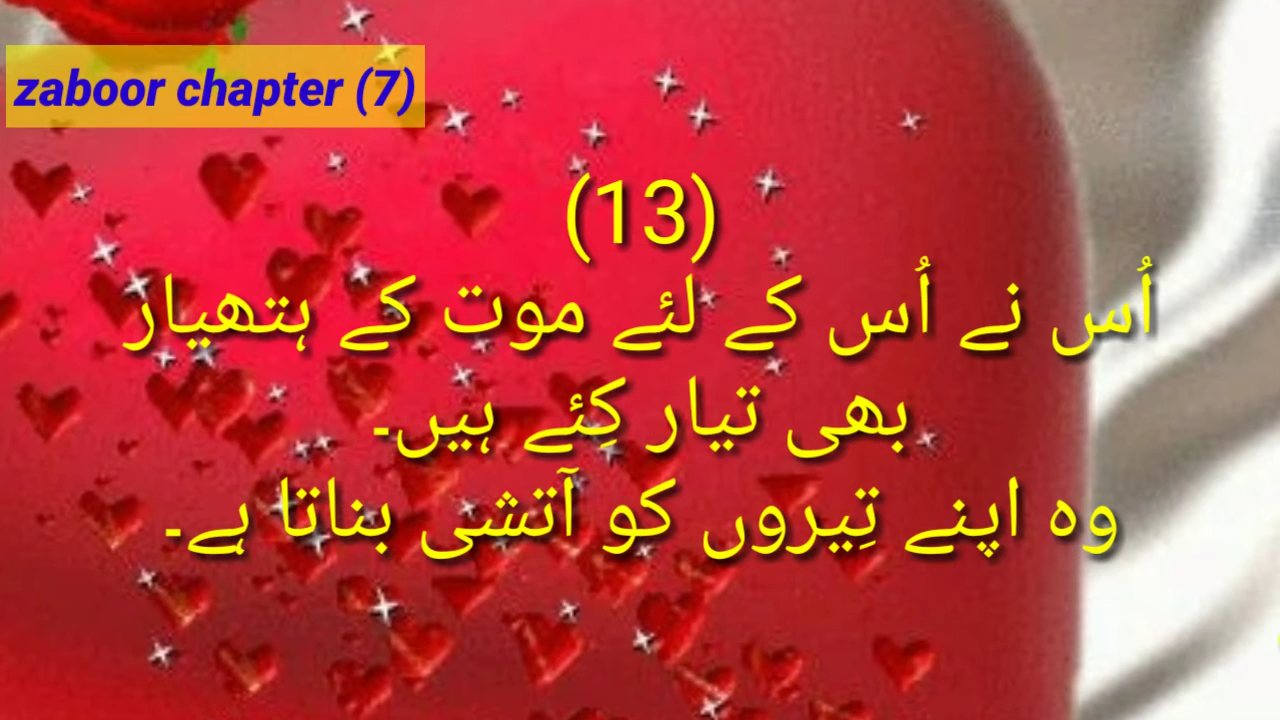 zaboor chapter (7)
(13)
اُس نے اُس کے لئے موت کے ہتھیار
بھی تیار کِئے ہیں۔
وہ اپنے تِیروں کو آتشی بناتا ہے۔